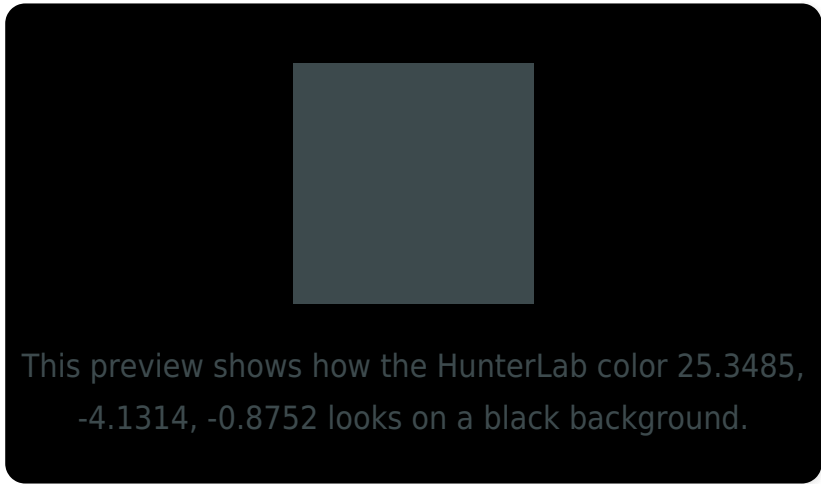 This preview shows how the HunterLab color 25.3485,
-4.1314, -0.8752 looks on a black background.